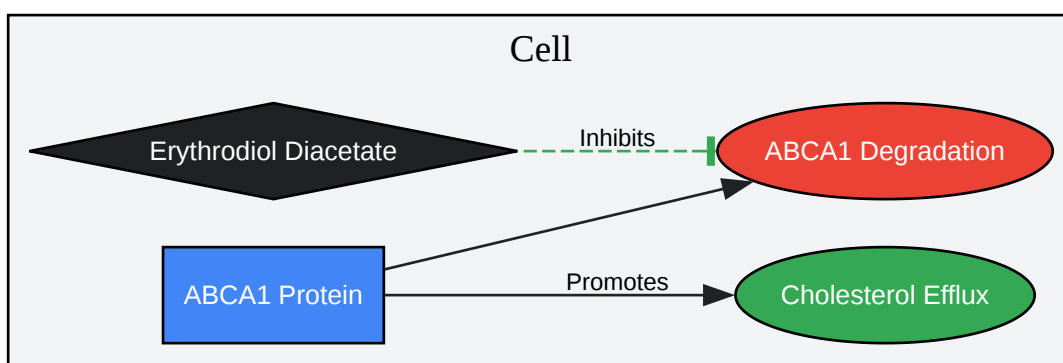 Cell
Erythrodiol Diacetate
Inhibits
ABCA1 Degradation
ABCA1 Protein
Promotes
Cholesterol Efflux